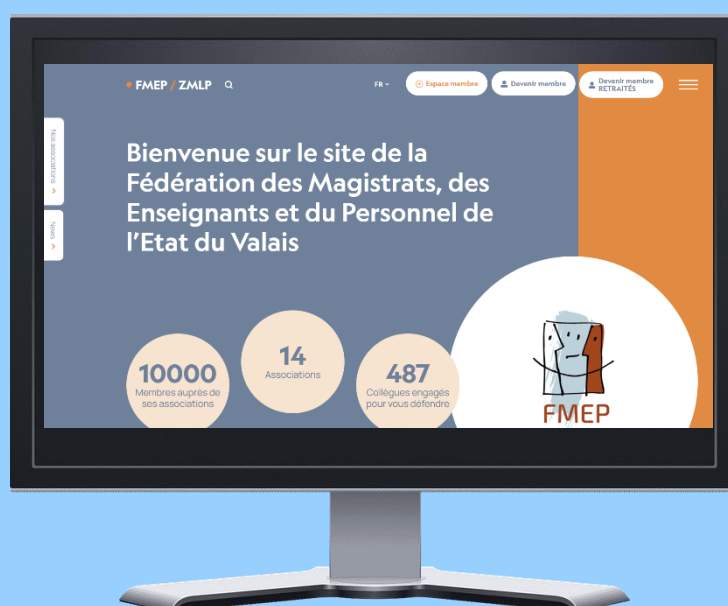 FMEP / ZMLP
FR
Espace membre
Devenir membre
Devenir membre
RETRAITÉS
Nos associations
News
Bienvenue sur le site de la
Fédération des Magistrats, des
Enseignants et du Personnel de
l'Etat du Valais
10000
Membres auprès de
ses associations
14
Associations
487
Collègues engagés
pour vous défendre
FMEP